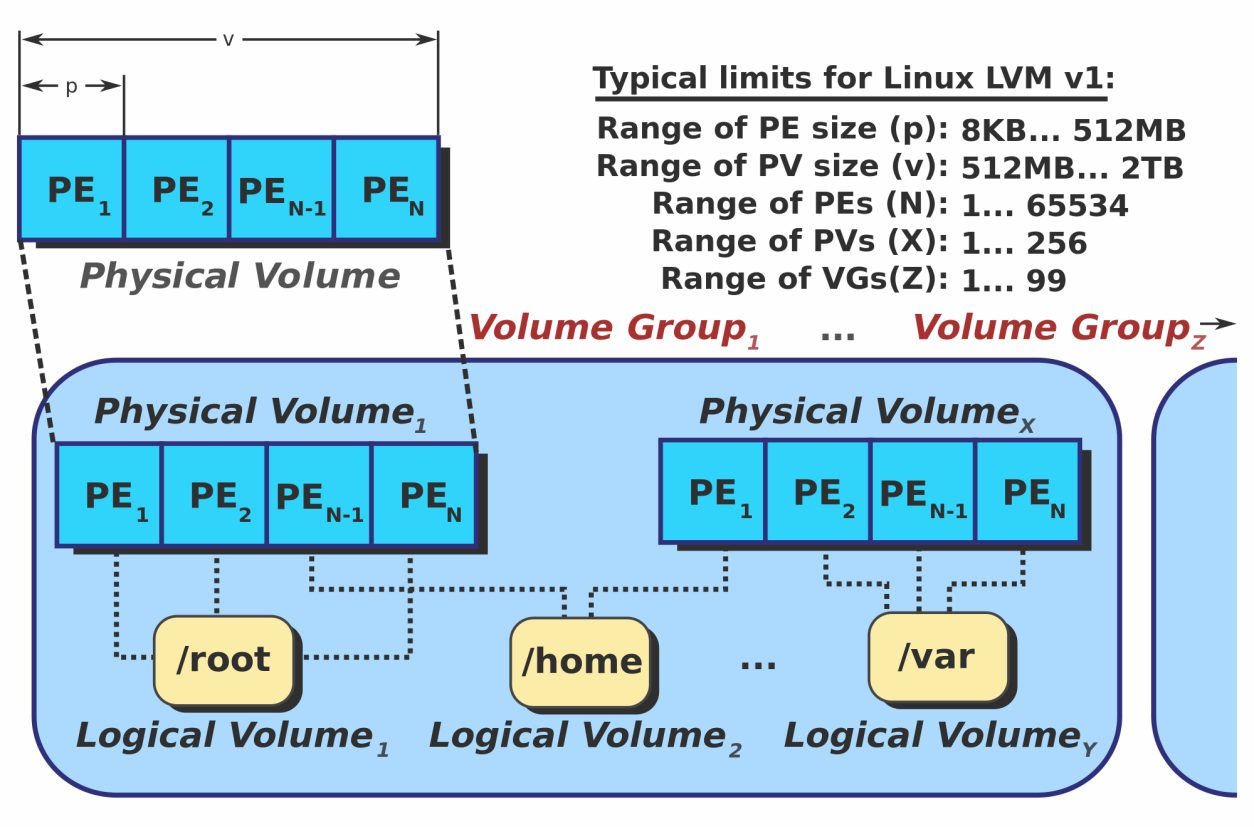 v
p
PE1 PE2 PEN-1 PEN
Physical Volume
Typical limits for Linux LVM v1:
Range of PE size (p): 8KB... 512MB
Range of PV size (v): 512MB... 2TB
Range of PEs (N): 1... 65534
Range of PVs (X): 1... 256
Range of VGs(Z): 1... 99
Volume Group1 ... Volume GroupZ
Physical Volume1 Physical VolumeX
PE1 PE2 PEN-1 PEN PE1 PE2 PEN-1 PEN
/root /home ... /var
Logical Volume1 Logical Volume2 Logical VolumeY